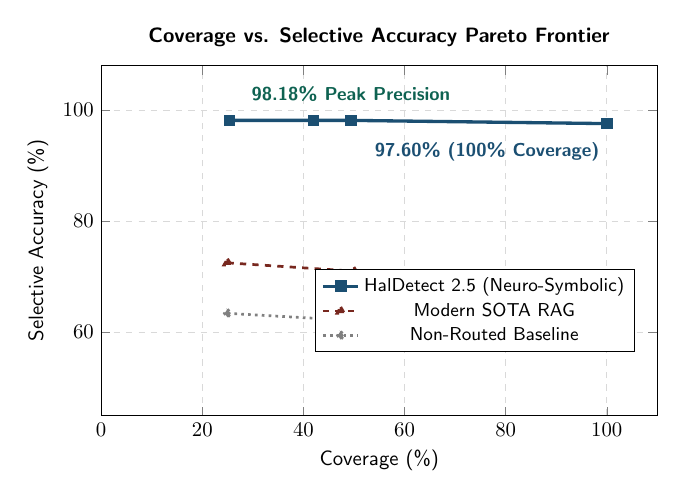 Coverage vs. Selective Accuracy Pareto Frontier
98.18% Peak Precision
97.60% (100% Coverage)
100
80
60
Selective Accuracy (%)
HalDetect 2.5 (Neuro-Symbolic)
Modern SOTA RAG
Non-Routed Baseline
0 20 40 60 80 100
Coverage (%)